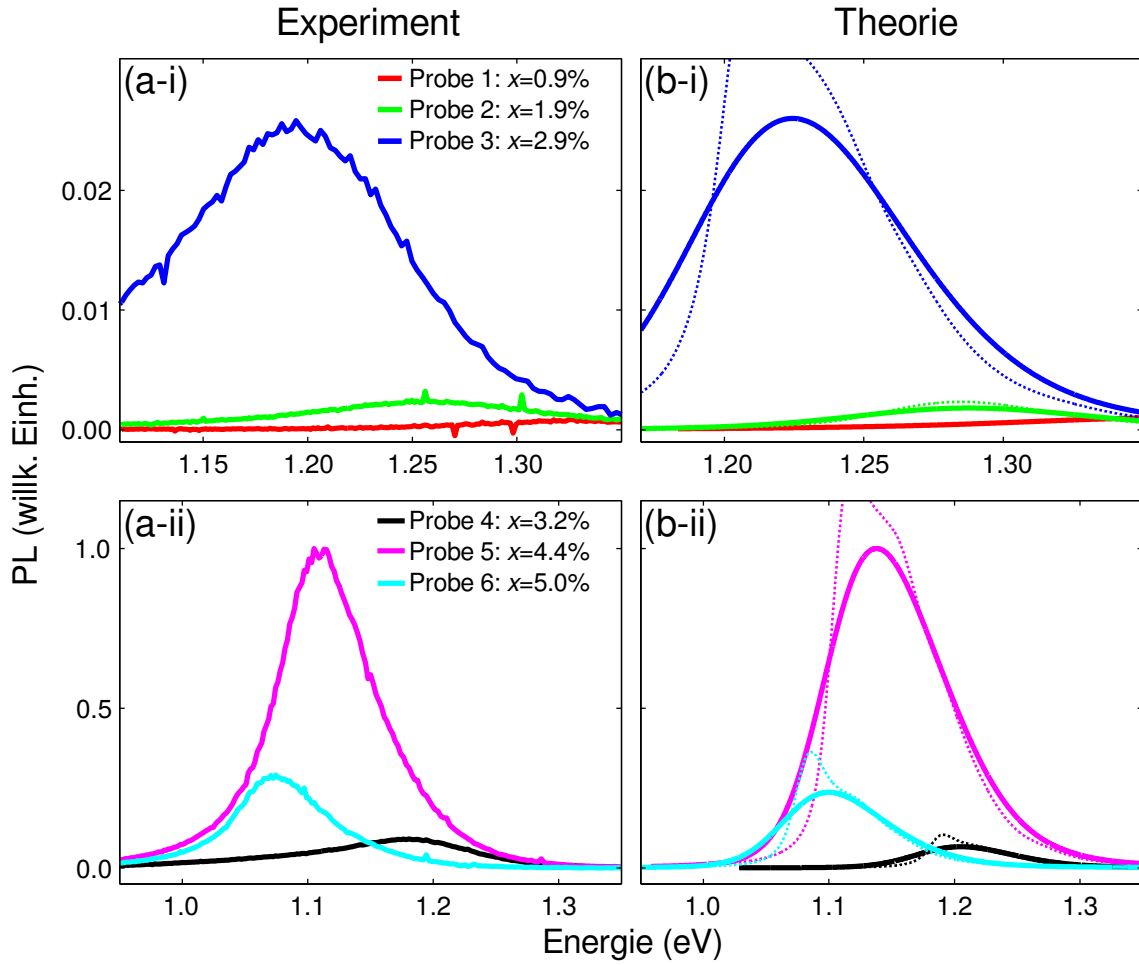 Experiment
Theorie
(a-i)
Probe 1: x=0.9%
Probe 2: x=1.9%
Probe 3: x=2.9%
(b-i)
0.02
0.01
0.00
1.15
1.20
1.25
1.30
1.20
1.25
1.30
PL (willk. Einh.)
(a-ii)
Probe 4: x=3.2%
Probe 5: x=4.4%
Probe 6: x=5.0%
(b-ii)
1.0
0.5
0.0
1.0
1.1
1.2
1.3
1.0
1.1
1.2
1.3
Energie (eV)